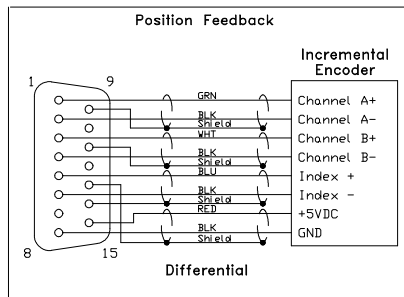 Position Feedback
Incremental
Encoder
1
9
GRN
Channel A+
BLK
Channel A-
Shield
WHT
Channel B+
BLK
Channel B-
Shield
BLU
Index +
BLK
Index -
Shield
RED
+5VDC
BLK
GND
Shield
8
15
Differential